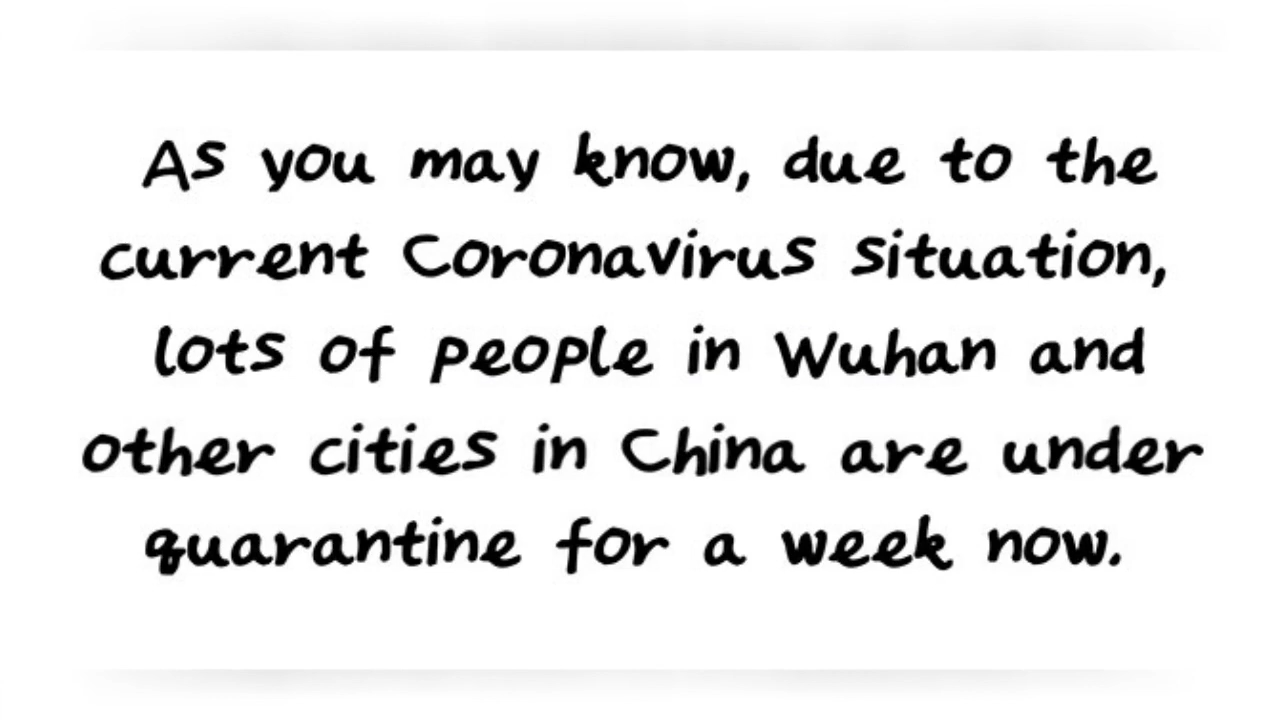 As you may know, due to the
current Coronavirus situation,
lots of people in Wuhan and
other cities in China are under
quarantine for a week now.